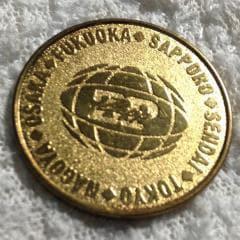 OSAKA ◆ FUKUOKA ◆ SAPPORO ◆ SENDAI ◆ TOKYO ◆ NAGOYA ◆